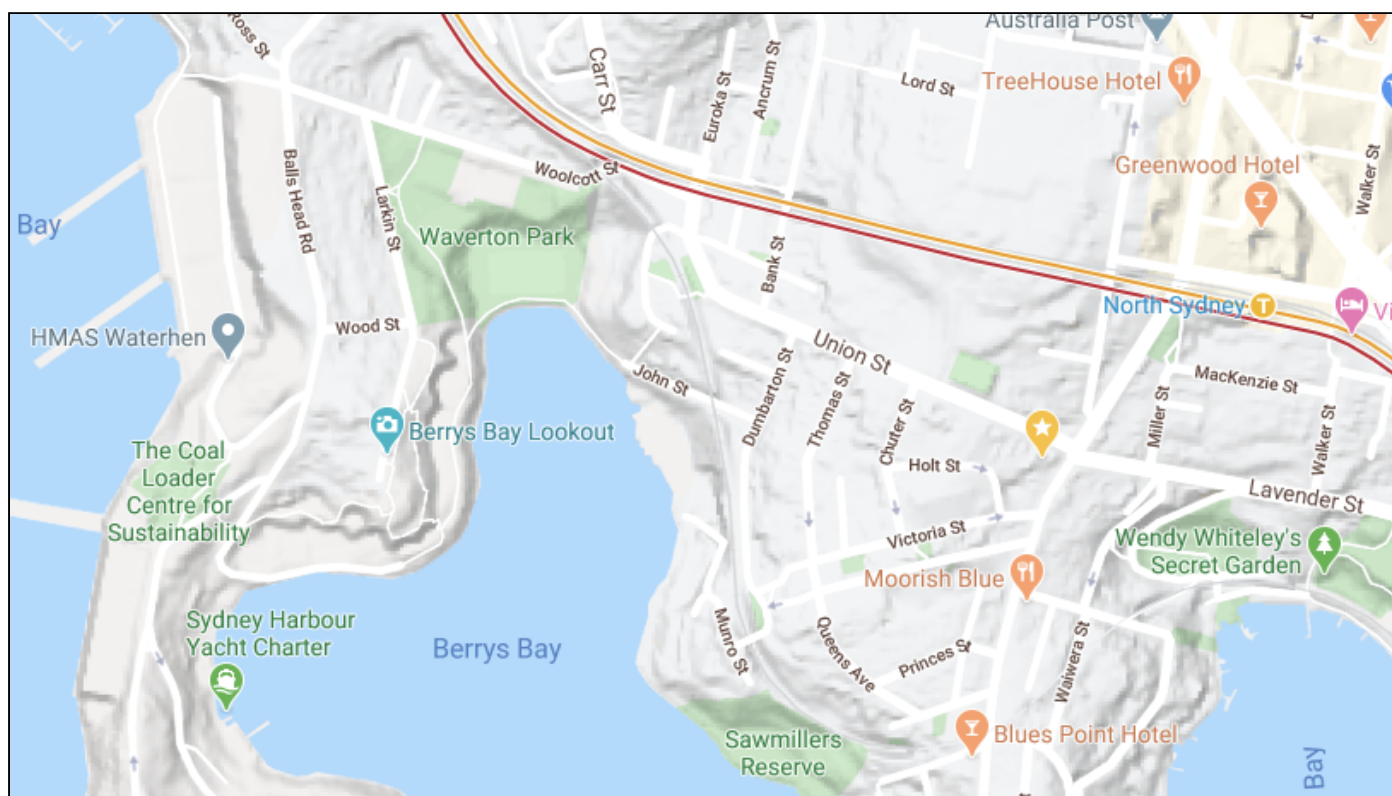 Australia Post
Ross St
Carr St
Euroka St
Ancrum St
Lord St
TreeHouse Hotel
Walker St
Greenwood Hotel
Woolcott St
Balls Head Rd
Larkin St
Bay
Waverton Park
Bank St
North Sydney
T
Vi
HMAS Waterhen
Wood St
Union St
John St
Dumbarton St
Thomas St
Chuter St
MacKenzie St
Miller St
Walker St
Berrys Bay Lookout
Holt St
The Coal
Loader
Centre for
Sustainability
Lavender St
Victoria St
Wendy Whiteley's
Secret Garden
Moorish Blue
Sydney Harbour
Yacht Charter
Berrys Bay
Munro St
Queens Ave
Princes St
Waiwera St
Blues Point Hotel
Sawmillers
Reserve
Bay